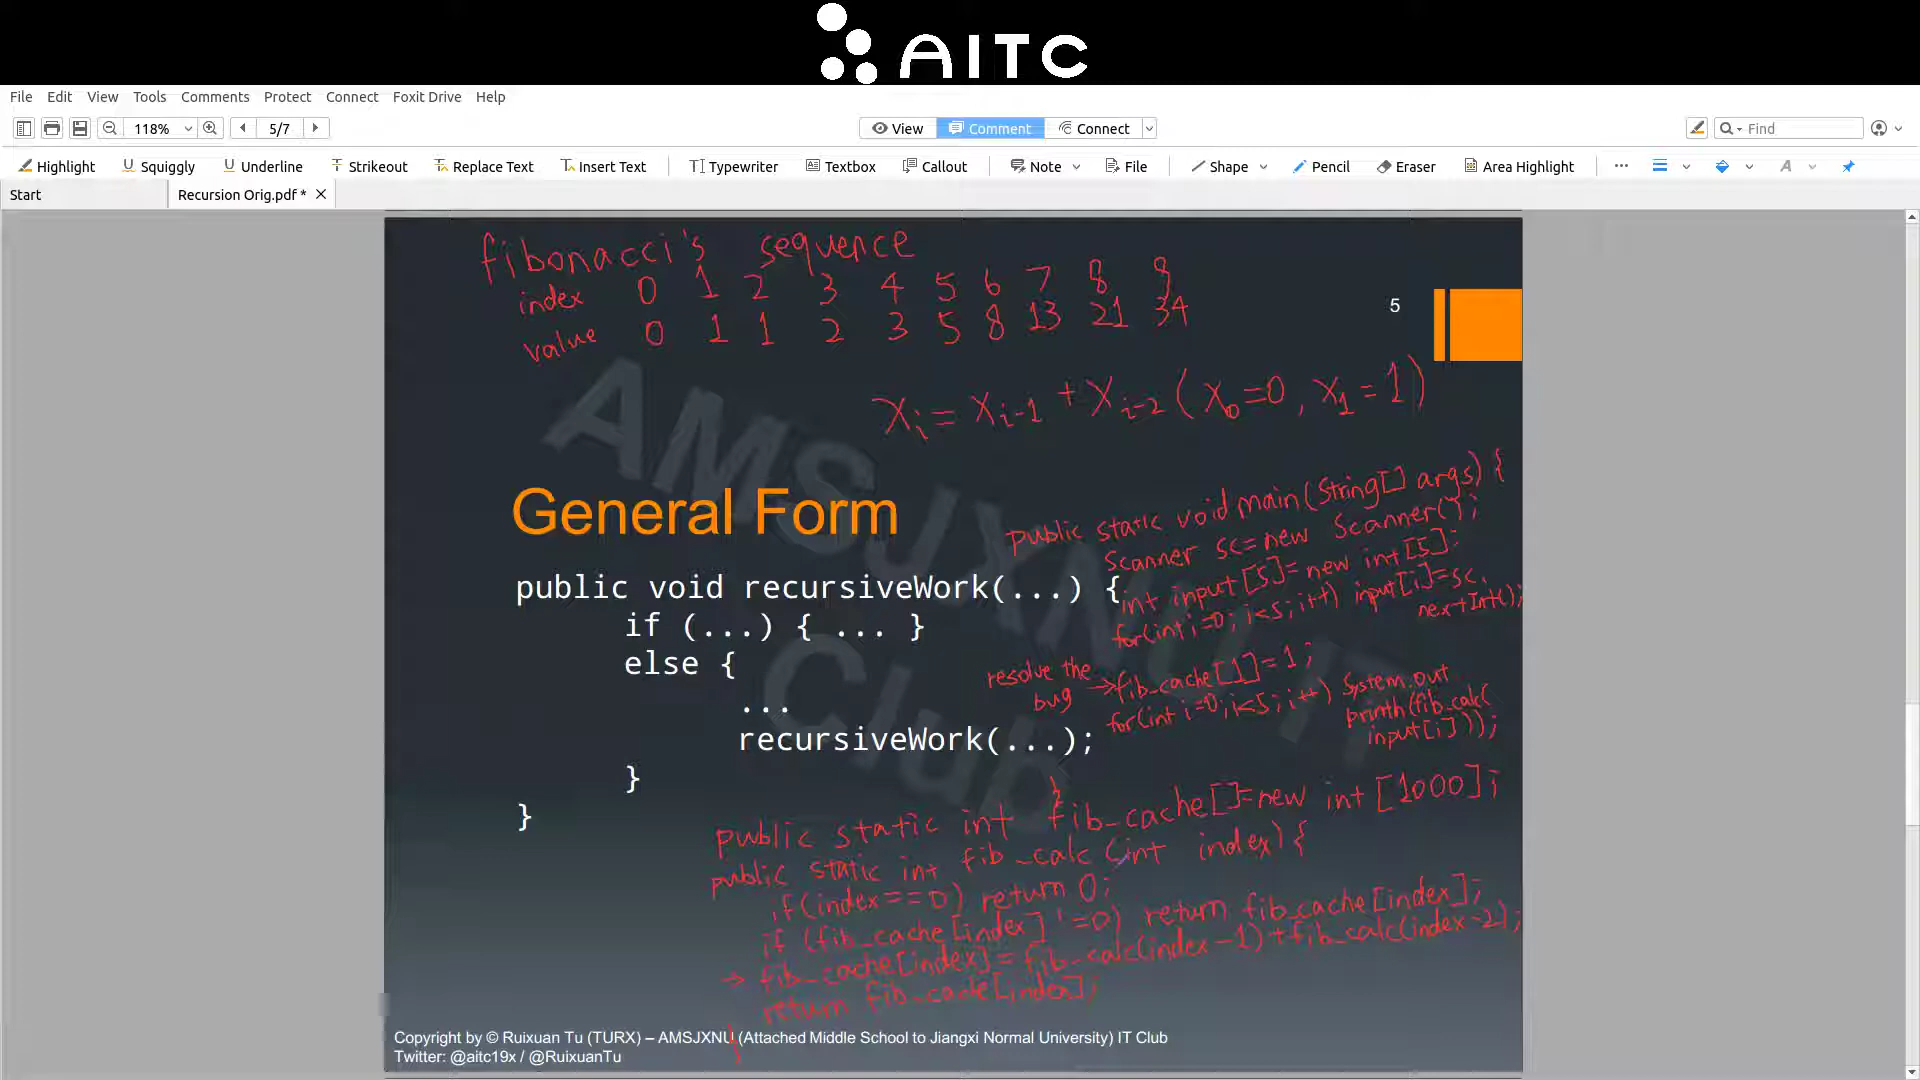 AITC
File Edit View Tools Comments Protect Connect Foxit Drive Help
118% 5/7 View Comment Connect Find
Highlight Squiggly Underline Strikeout Replace Text Insert Text Typewriter Textbox Callout Note File Shape Pencil Eraser Area Highlight ...
Start Recursion Orig.pdf *
fibonacci's sequence
index 0 1 2 3 4 5 6 7 8 9
value 0 1 1 2 3 5 8 13 21 34
5
Xi = Xi-1 + Xi-2 (X0=0, X1=1)
AMSJXNU IT Club
General Form
public void recursiveWork(...) {
if (...) { ... }
else {
...
recursiveWork(...);
}
}
public static void main(String[] args) {
Scanner sc=new Scanner();
int input[5]=new int[5];
for(int i=0; i<5; i++) input[i]=sc.
nextInt();
resolve the
bug →fib_cache[1]=1;
for(int i=0; i<5; i++) System.out
println(fib_calc(
input[i]));
}
public static int fib_cache[]=new int [1000];
public static int fib_calc (int index) {
if(index==0) return 0;
if (fib_cache[index] !=0) return fib_cache[index];
→ fib_cache[index]=fib_calc(index-1)+fib_calc(index-2);
return fib_cache[index];
}
Copyright by © Ruixuan Tu (TURX) – AMSJXNU (Attached Middle School to Jiangxi Normal University) IT Club
Twitter: @aitc19x / @RuixuanTu